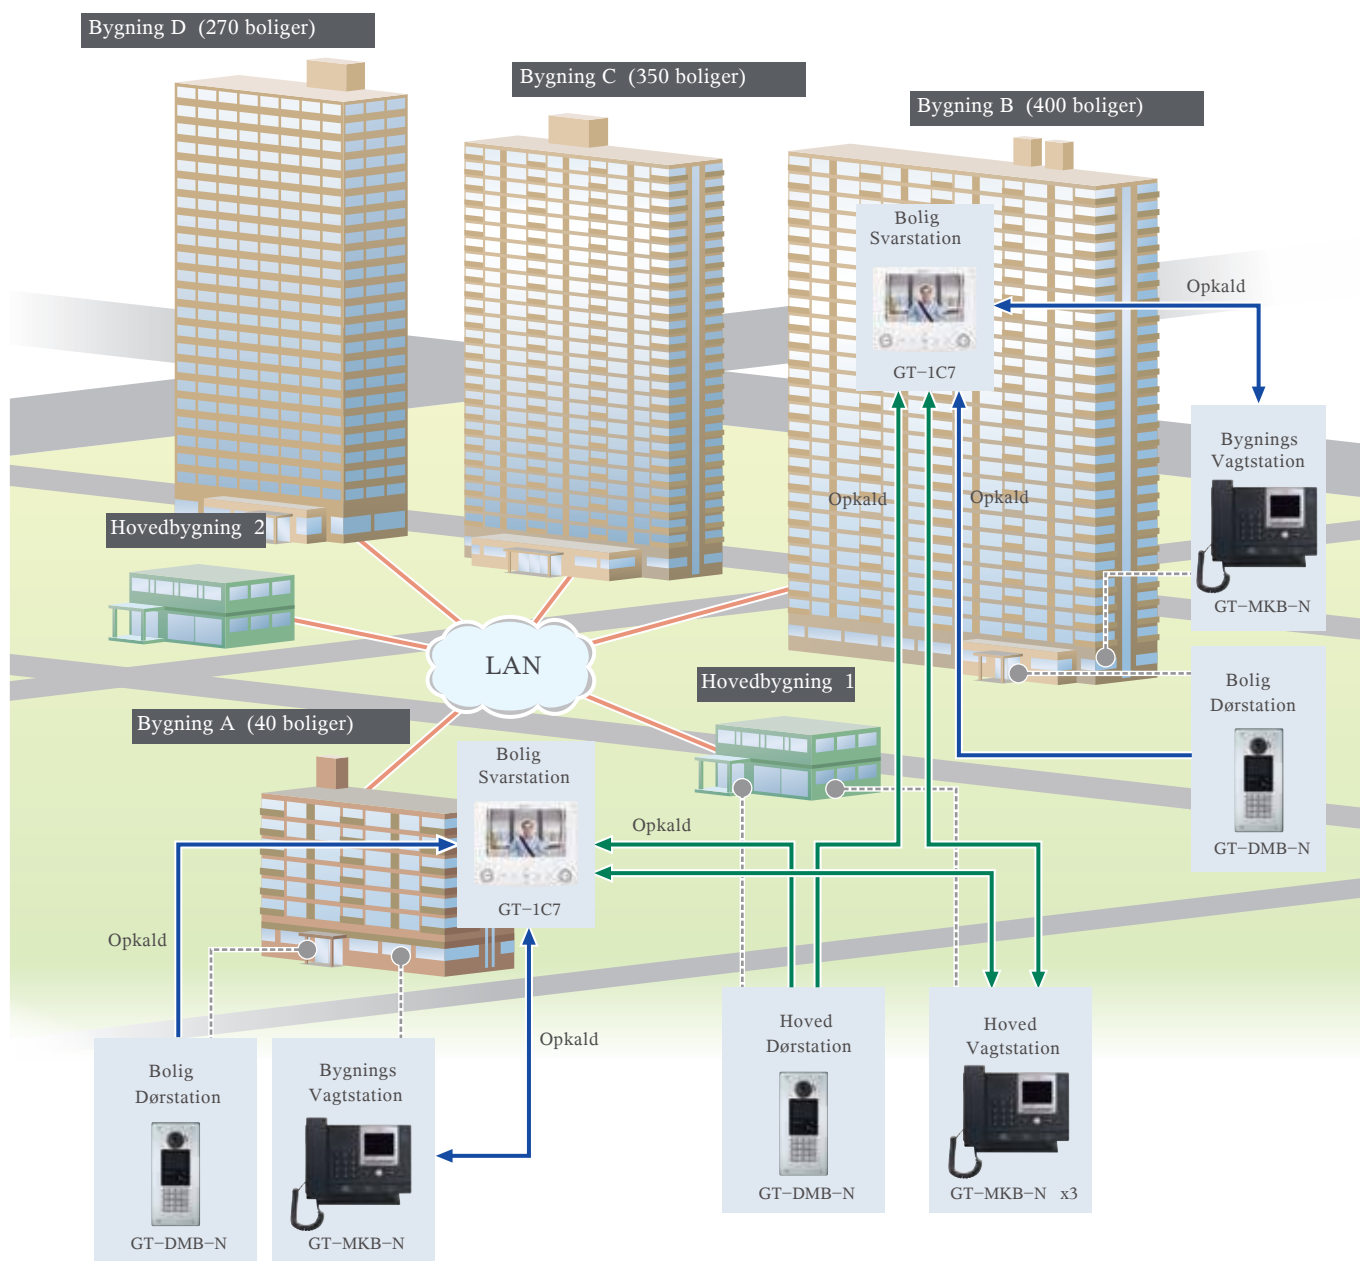 Bygning D (270 boliger)
Bygning C (350 boliger)
Bygning B (400 boliger)
Bolig
Svarstation
GT-1C7
Opkald
Bygnings
Vagtstation
GT-MKB-N
Opkald
Opkald
Hovedbygning 2
LAN
Hovedbygning 1
Bolig
Dørstation
GT-DMB-N
Bygning A (40 boliger)
Bolig
Svarstation
GT-1C7
Opkald
Opkald
Opkald
Bolig
Dørstation
GT-DMB-N
Bygnings
Vagtstation
GT-MKB-N
Hoved
Dørstation
GT-DMB-N
Hoved
Vagtstation
GT-MKB-N x3